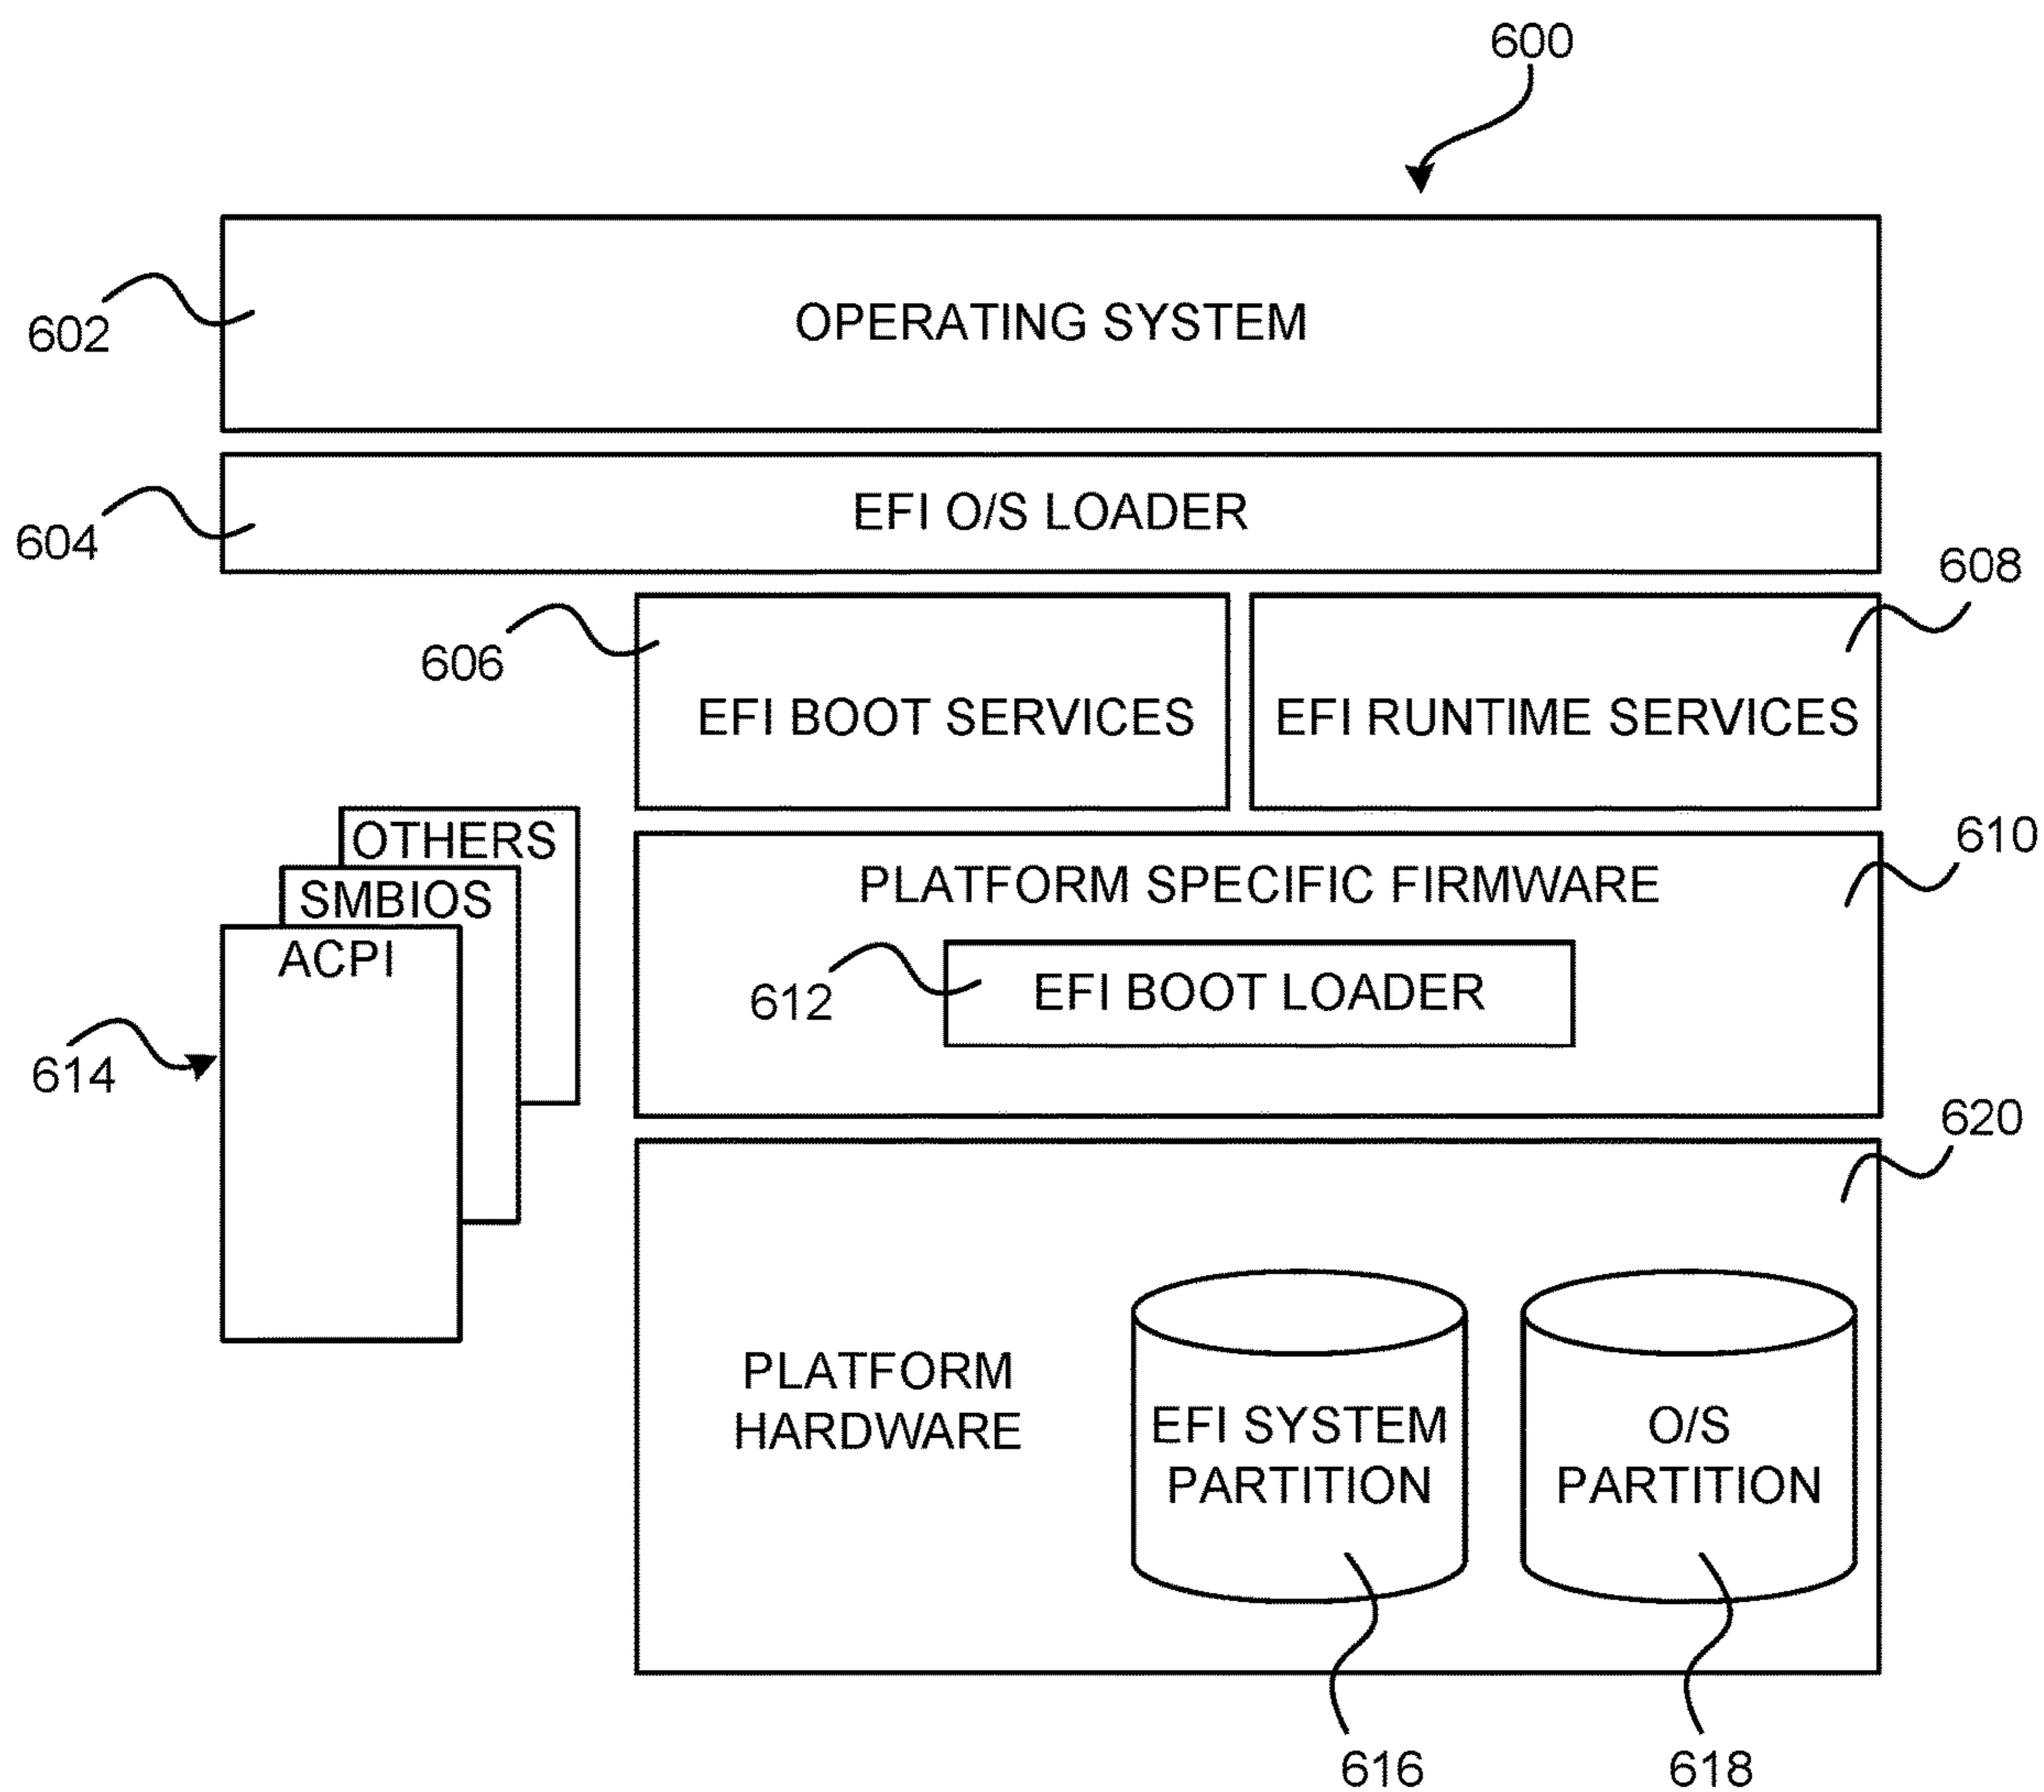 600
OPERATING SYSTEM
602
EFI O/S LOADER
604
608
606
EFI BOOT SERVICES
EFI RUNTIME SERVICES
OTHERS
SMBIOS
ACPI
614
610
PLATFORM SPECIFIC FIRMWARE
612
EFI BOOT LOADER
620
PLATFORM
HARDWARE
EFI SYSTEM
PARTITION
O/S
PARTITION
616
618